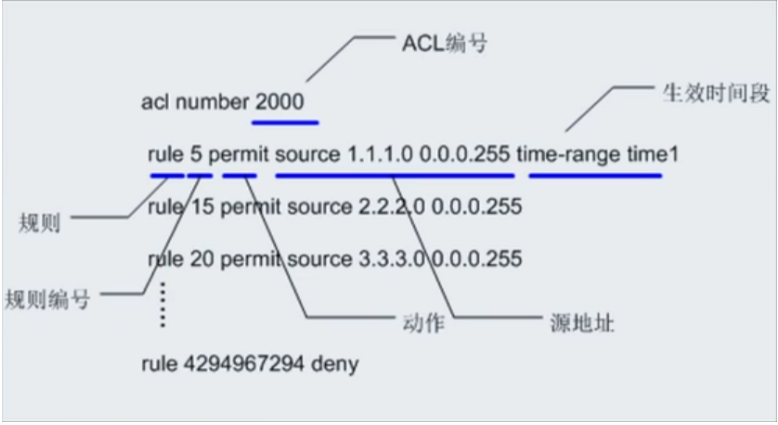 ACL编号
acl number 2000
生效时间段
rule 5 permit source 1.1.1.0 0.0.0.255 time-range time1
规则
rule 15 permit source 2.2.2.0 0.0.0.255
rule 20 permit source 3.3.3.0 0.0.0.255
规则编号
动作
源地址
rule 4294967294 deny